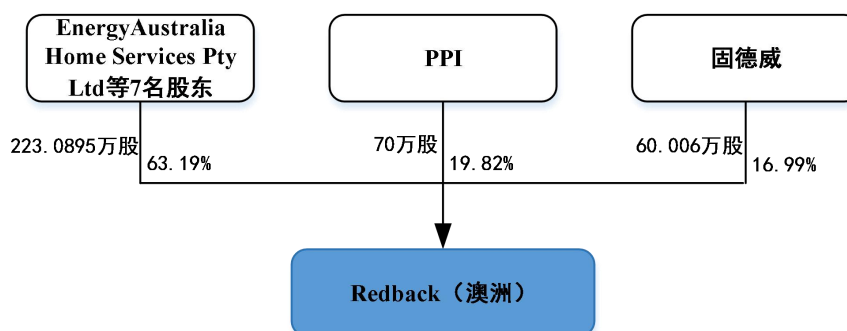 EnergyAustralia
Home Services Pty
Ltd等7名股东
PPI
固德威
223.0895万股
63.19%
70万股
19.82%
60.006万股
16.99%
Redback（澳洲）